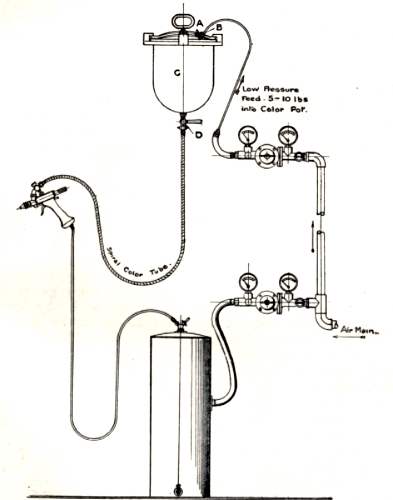 A
B
C
Low Pressure
Feed. 5-10 lbs
into Color Pot.
D
Spiral Color Tube.
Air Main.